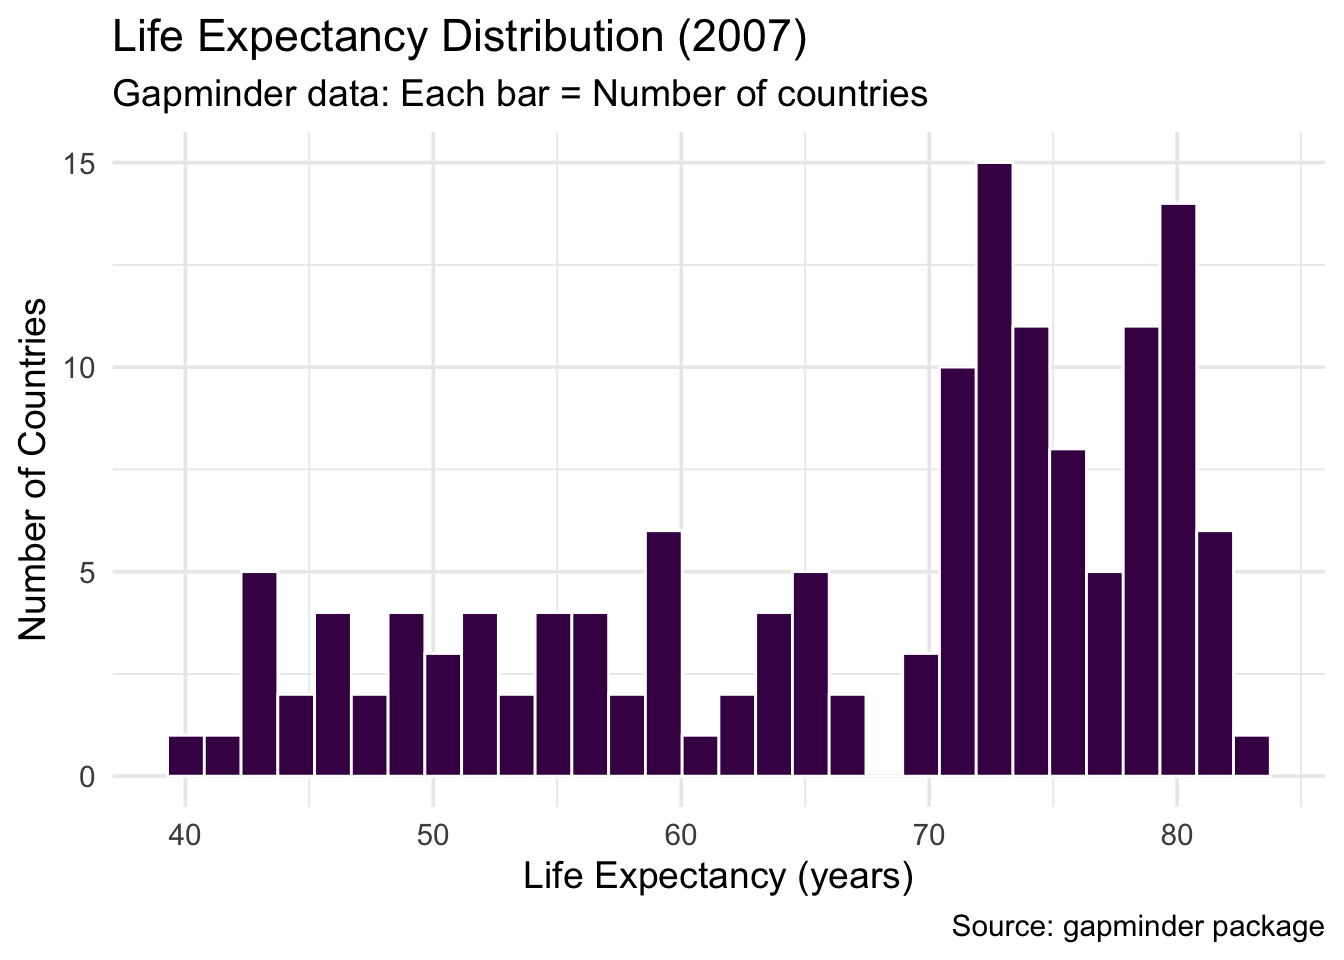 Life Expectancy Distribution (2007)
Gapminder data: Each bar = Number of countries
Number of Countries
15
10
5
0
40 50 60 70 80
Life Expectancy (years)
Source: gapminder package